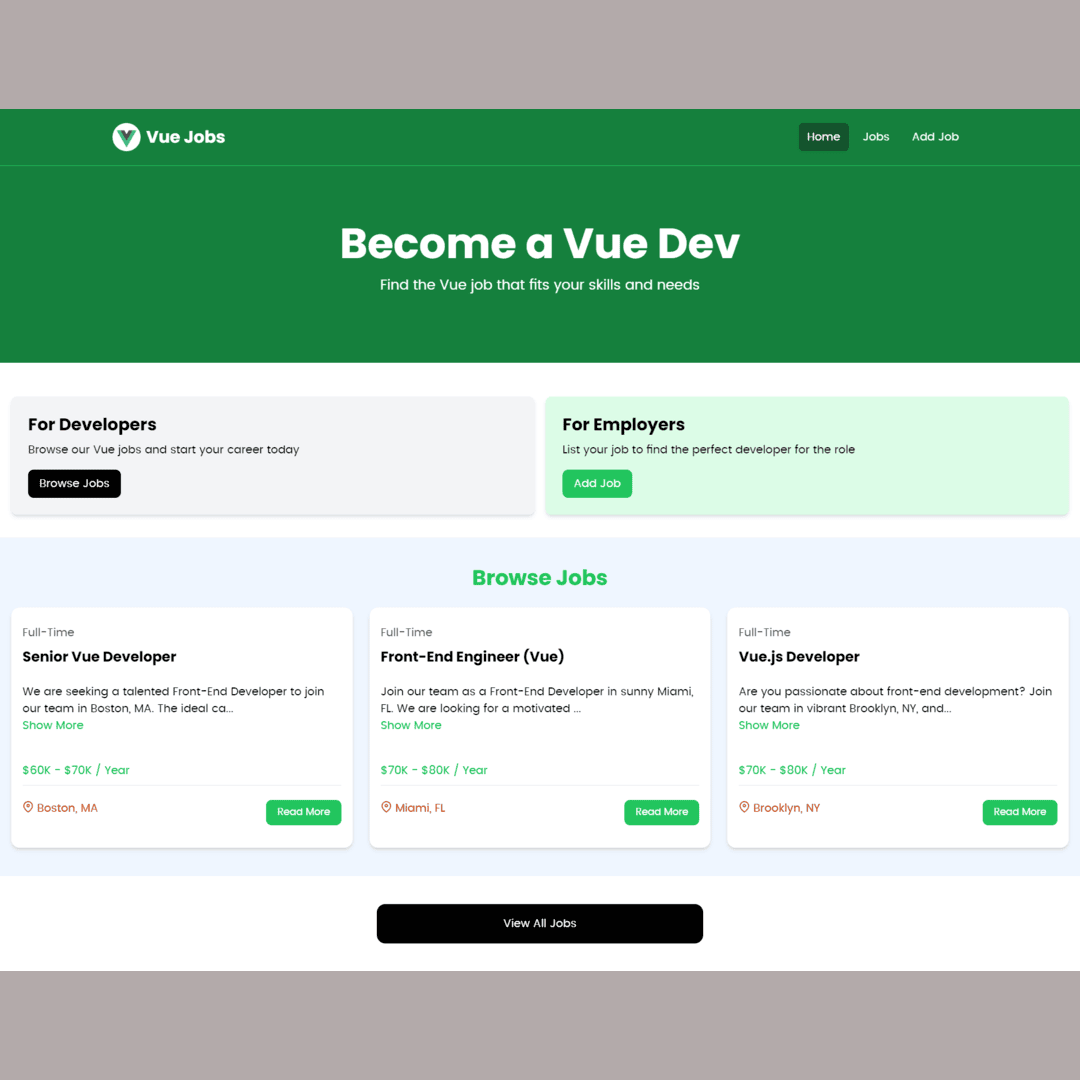 Vue Jobs
Home
Jobs
Add Job
Become a Vue Dev
Find the Vue job that fits your skills and needs
For Developers
Browse our Vue jobs and start your career today
Browse Jobs
For Employers
List your job to find the perfect developer for the role
Add Job
Browse Jobs
Full-Time
Senior Vue Developer
We are seeking a talented Front-End Developer to join
our team in Boston, MA. The ideal ca...
Show More
$60K - $70K / Year
Boston, MA
Read More
Full-Time
Front-End Engineer (Vue)
Join our team as a Front-End Developer in sunny Miami,
FL. We are looking for a motivated ...
Show More
$70K - $80K / Year
Miami, FL
Read More
Full-Time
Vue.js Developer
Are you passionate about front-end development? Join
our team in vibrant Brooklyn, NY, and...
Show More
$70K - $80K / Year
Brooklyn, NY
Read More
View All Jobs